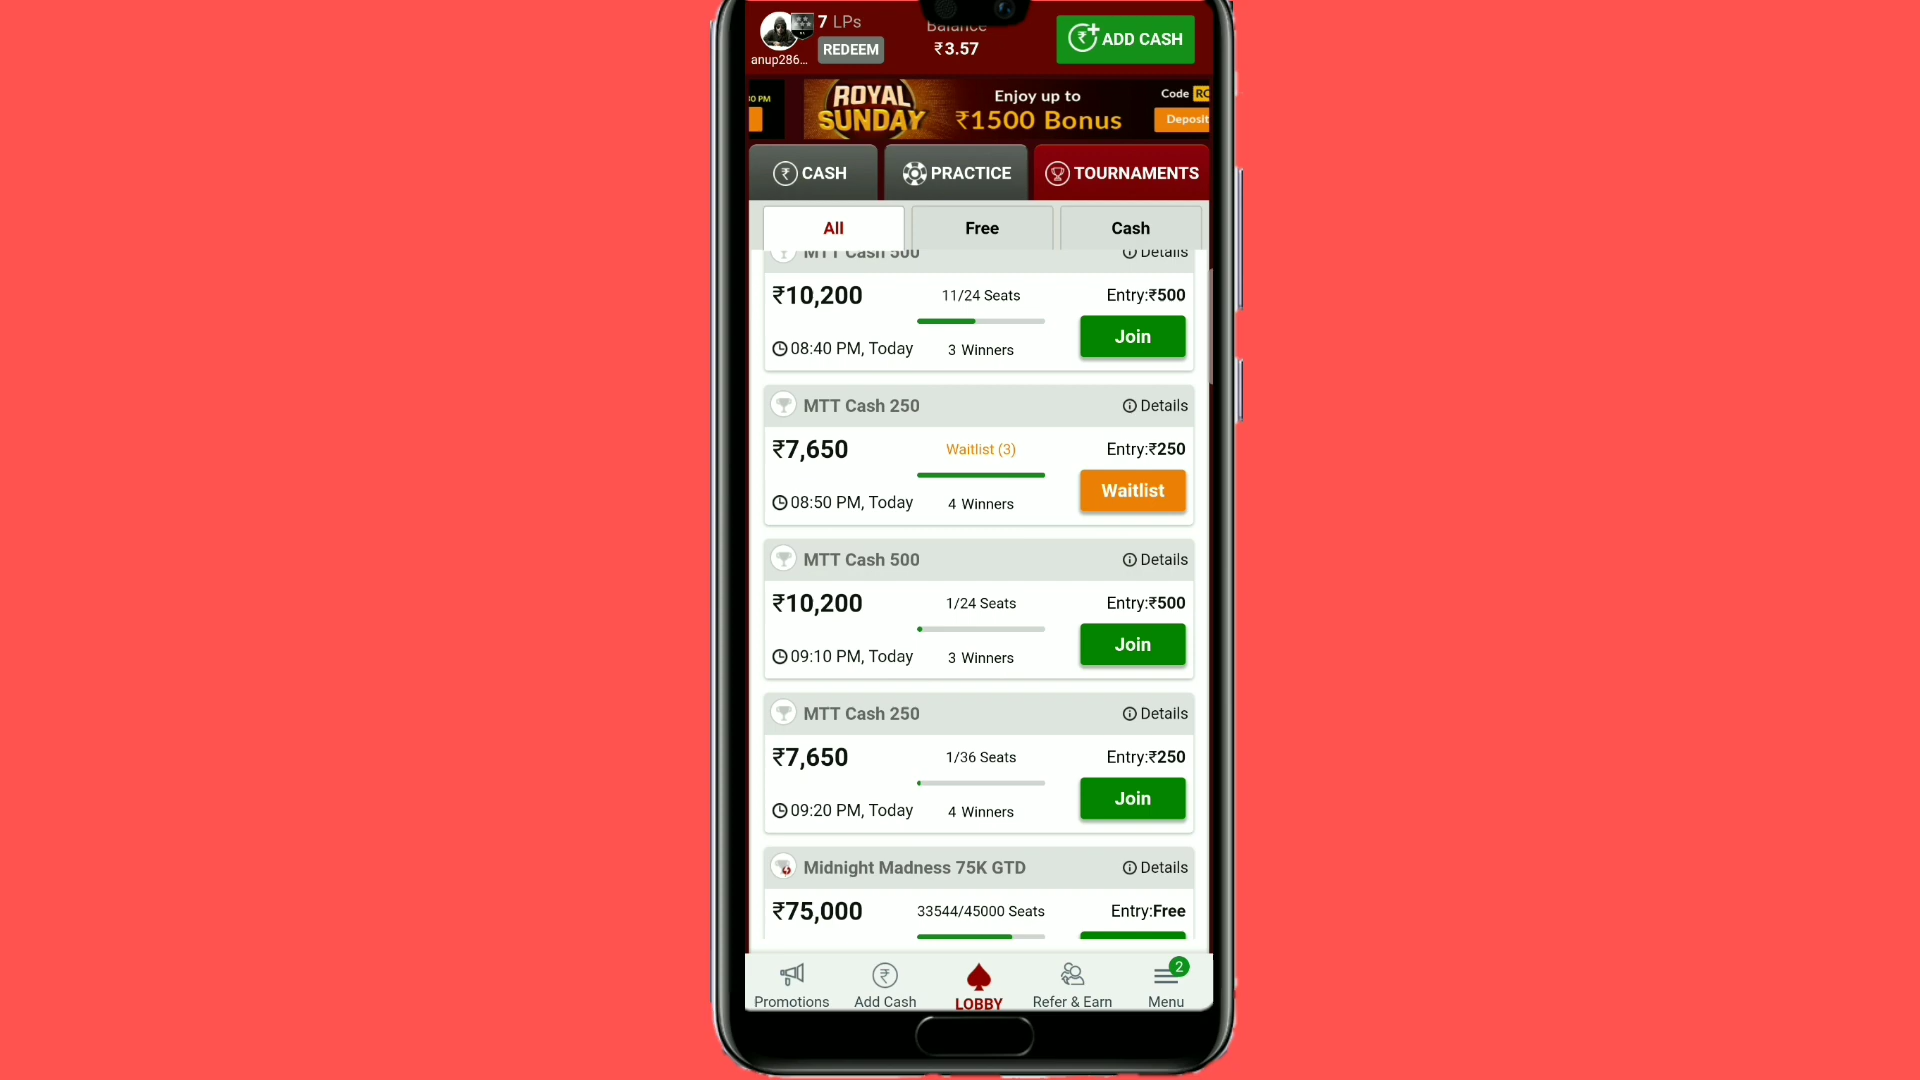 7 LPs
Balance
ADD CASH
REDEEM
₹3.57
anup286...
ROYAL SUNDAY
Enjoy up to
₹1500 Bonus
Code
Deposit
CASH
PRACTICE
TOURNAMENTS
All
Free
Cash
MTT Cash 500
Details
₹10,200
11/24 Seats
Entry:₹500
Join
08:40 PM, Today
3 Winners
MTT Cash 250
Details
₹7,650
Waitlist (3)
Entry:₹250
Waitlist
08:50 PM, Today
4 Winners
MTT Cash 500
Details
₹10,200
1/24 Seats
Entry:₹500
Join
09:10 PM, Today
3 Winners
MTT Cash 250
Details
₹7,650
1/36 Seats
Entry:₹250
Join
09:20 PM, Today
4 Winners
Midnight Madness 75K GTD
Details
₹75,000
33544/45000 Seats
Entry:Free
2
Promotions
Add Cash
LOBBY
Refer & Earn
Menu